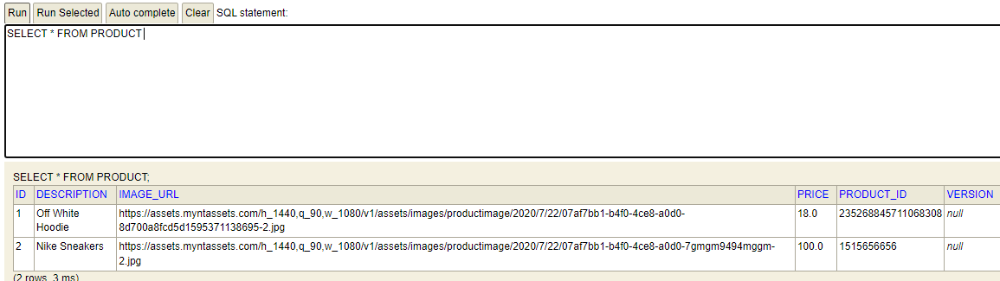 Run Run Selected Auto complete Clear SQL statement:
SELECT * FROM PRODUCT
SELECT * FROM PRODUCT;
ID DESCRIPTION IMAGE_URL PRICE PRODUCT_ID VERSION
1 Off White Hoodie https://assets.myntassets.com/h_1440,q_90,w_1080/v1/assets/images/productimage/2020/7/22/07af7bb1-b4f0-4ce8-a0d0-8d700a8fcd5d1595371138695-2.jpg 18.0 235268845711068308 null
2 Nike Sneakers https://assets.myntassets.com/h_1440,q_90,w_1080/v1/assets/images/productimage/2020/7/22/07af7bb1-b4f0-4ce8-a0d0-7gmgm9494mggm-2.jpg 100.0 1515656656 null
(2 rows, 3 ms)